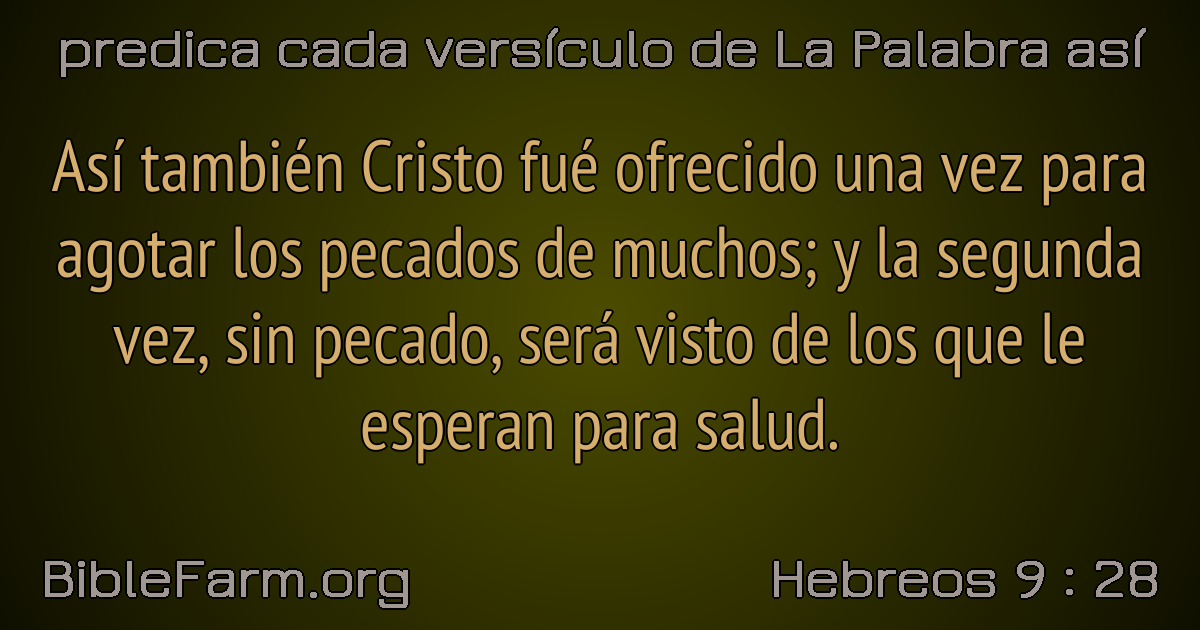 predica cada versículo de La Palabra así
Así también Cristo fué ofrecido una vez para
agotar los pecados de muchos; y la segunda
vez, sin pecado, será visto de los que le
esperan para salud.
BibleFarm.org
Hebreos 9 : 28